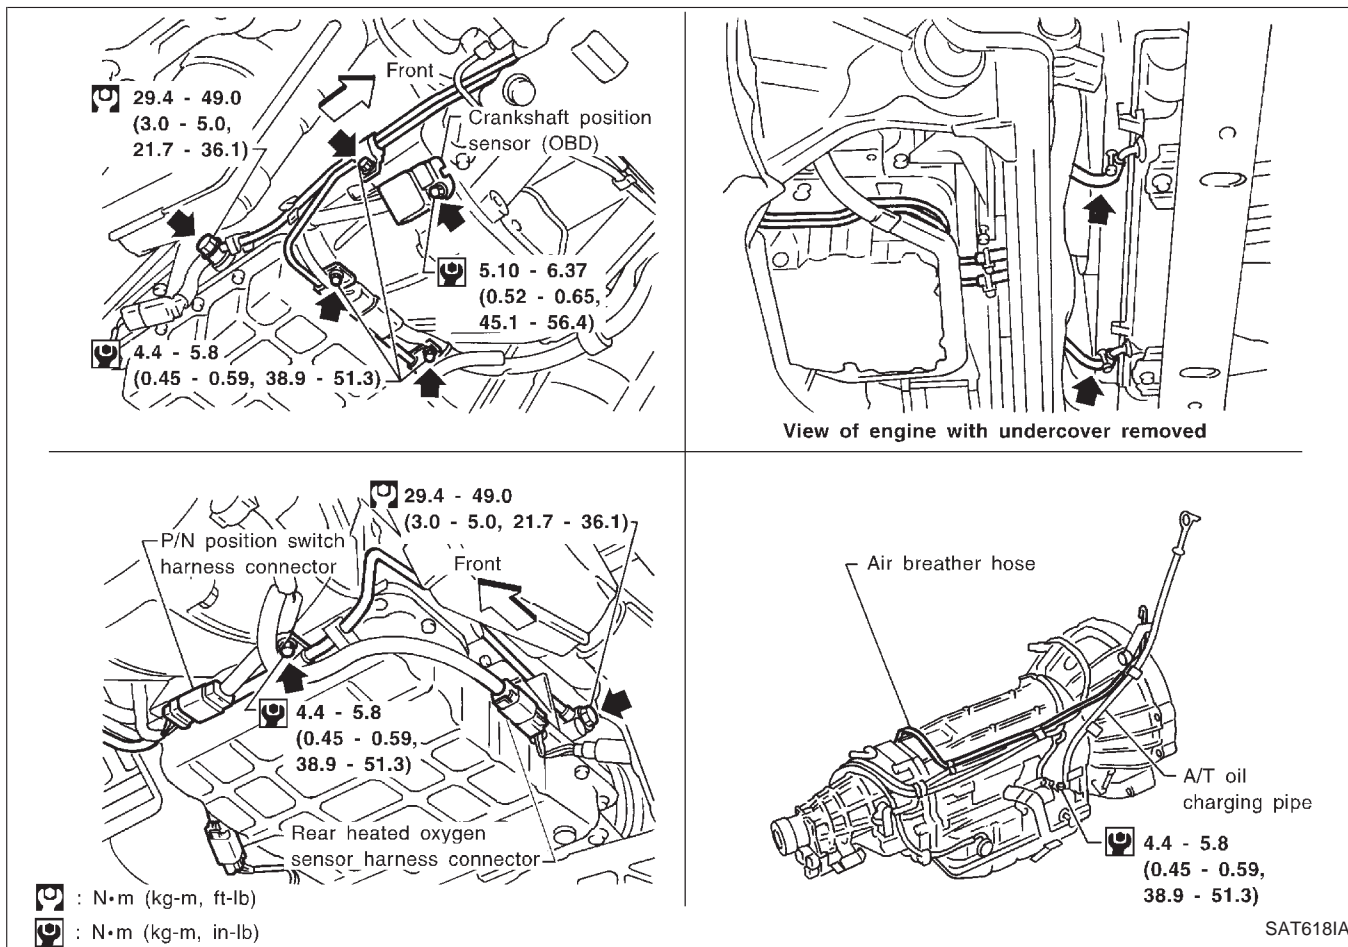 Front
29.4 - 49.0
(3.0 - 5.0,
21.7 - 36.1)
Crankshaft position
sensor (OBD)
5.10 - 6.37
(0.52 - 0.65,
45.1 - 56.4)
4.4 - 5.8
(0.45 - 0.59, 38.9 - 51.3)
View of engine with undercover removed
29.4 - 49.0
(3.0 - 5.0, 21.7 - 36.1)
P/N position switch
harness connector
Front
4.4 - 5.8
(0.45 - 0.59,
38.9 - 51.3)
Rear heated oxygen
sensor harness connector
Air breather hose
A/T oil
charging pipe
4.4 - 5.8
(0.45 - 0.59,
38.9 - 51.3)
: N•m (kg-m, ft-lb)
: N•m (kg-m, in-lb)
SAT618IA